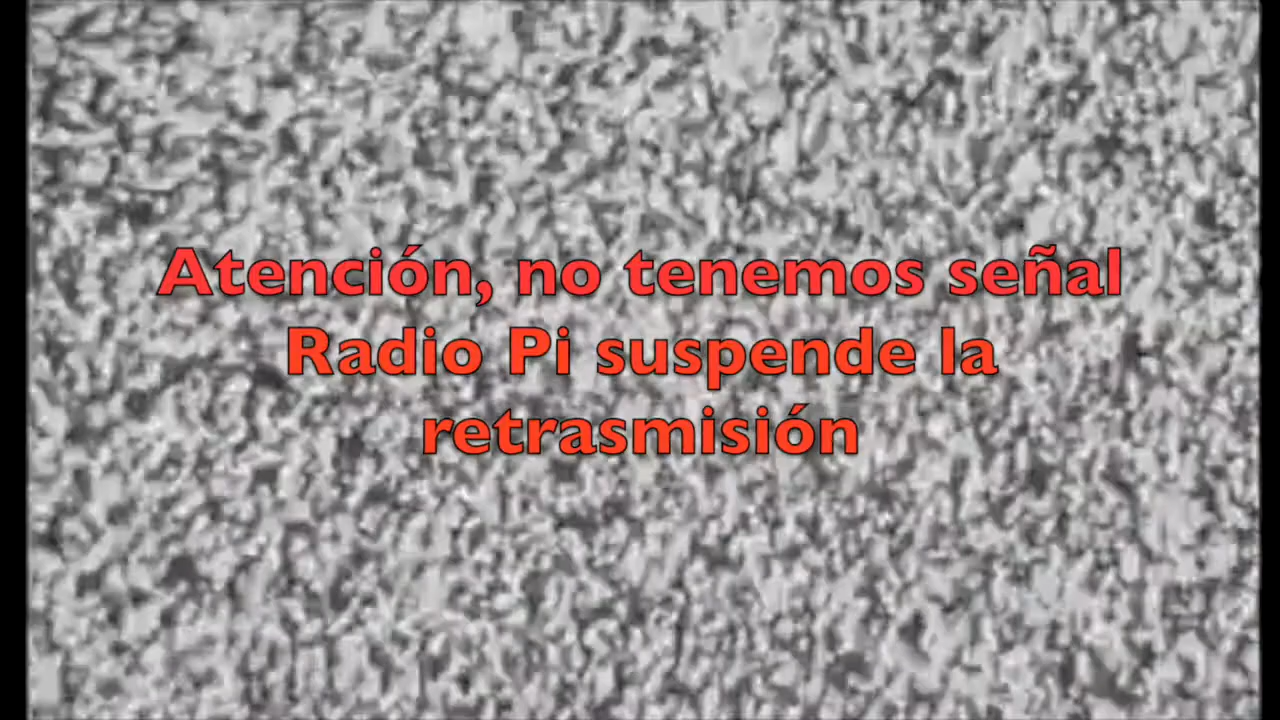 Atención, no tenemos señal
Radio Pi suspende la
retrasmisión